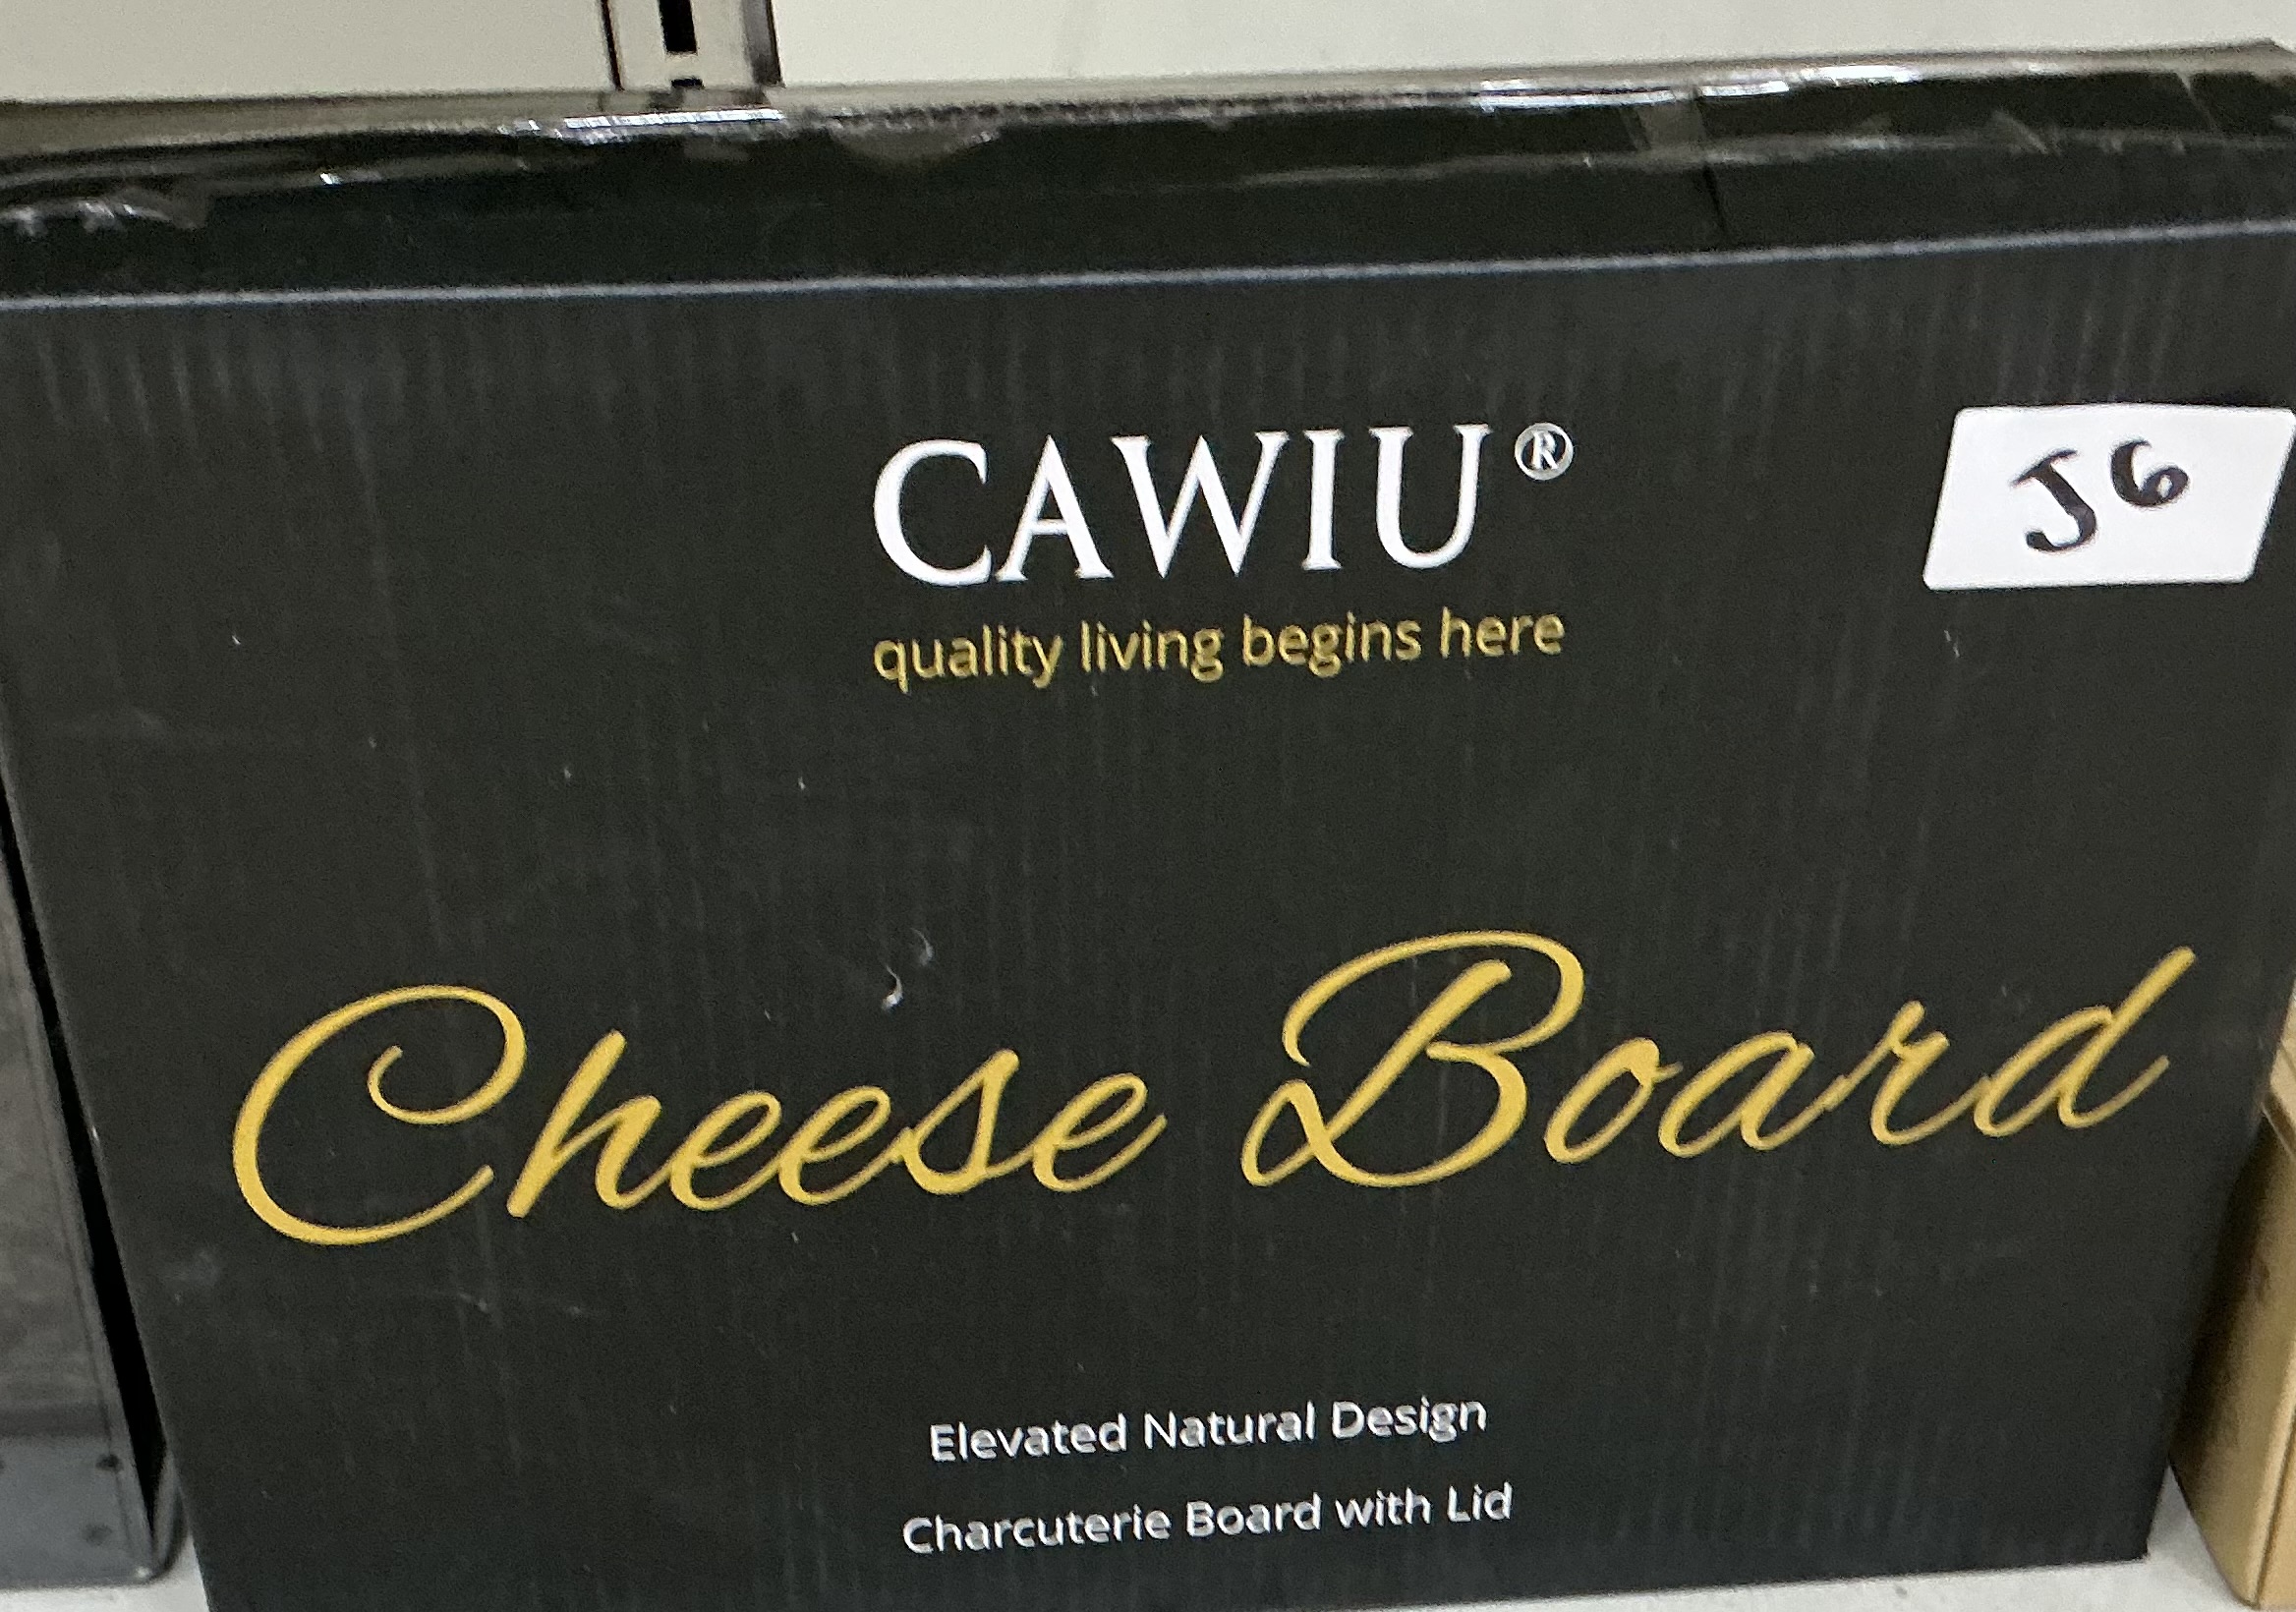 CAWIU®
J6
quality living begins here
Cheese Board
Elevated Natural Design
Charcuterie Board with Lid